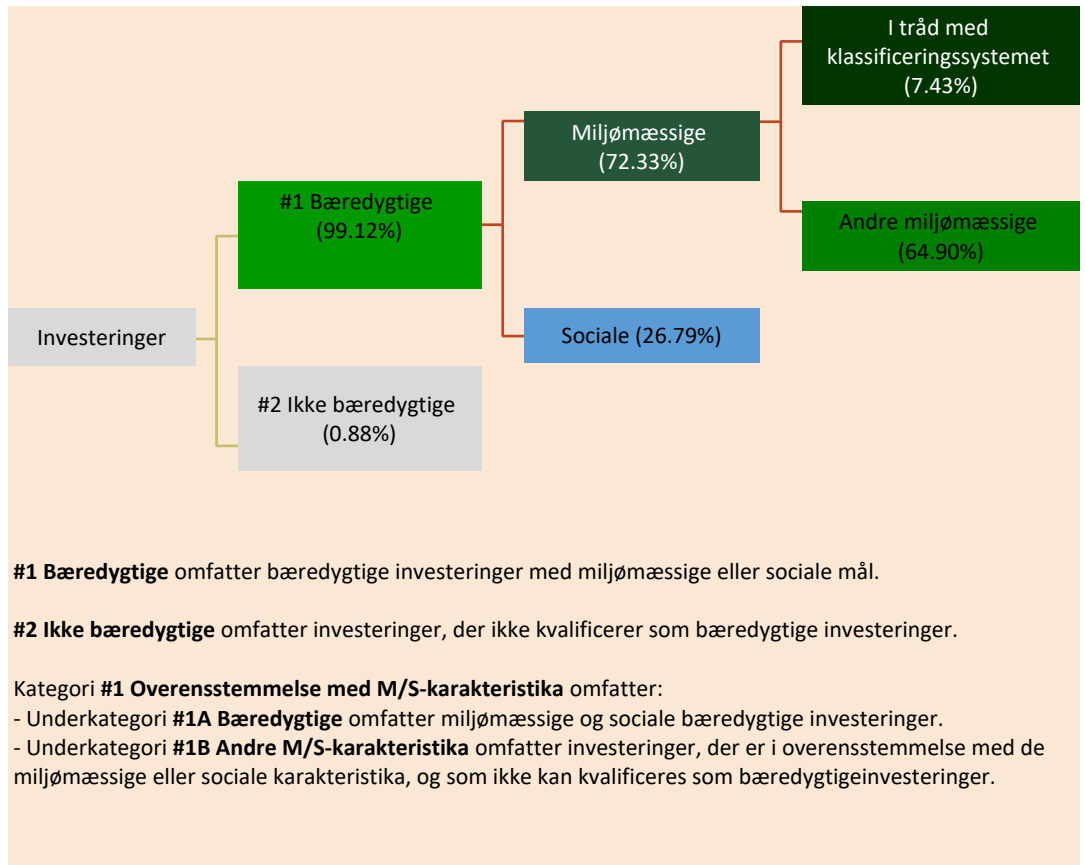 I tråd med
klassificeringssystemet
(7.43%)
Miljømæssige
(72.33%)
#1 Bæredygtige
(99.12%)
Andre miljømæssige
(64.90%)
Investeringer
Sociale (26.79%)
#2 Ikke bæredygtige
(0.88%)
#1 Bæredygtige omfatter bæredygtige investeringer med miljømæssige eller sociale mål.
#2 Ikke bæredygtige omfatter investeringer, der ikke kvalificerer som bæredygtige investeringer.
Kategori #1 Overensstemmelse med M/S-karakteristika omfatter:
- Underkategori #1A Bæredygtige omfatter miljømæssige og sociale bæredygtige investeringer.
- Underkategori #1B Andre M/S-karakteristika omfatter investeringer, der er i overensstemmelse med de
miljømæssige eller sociale karakteristika, og som ikke kan kvalificeres som bæredygtigeinvesteringer.